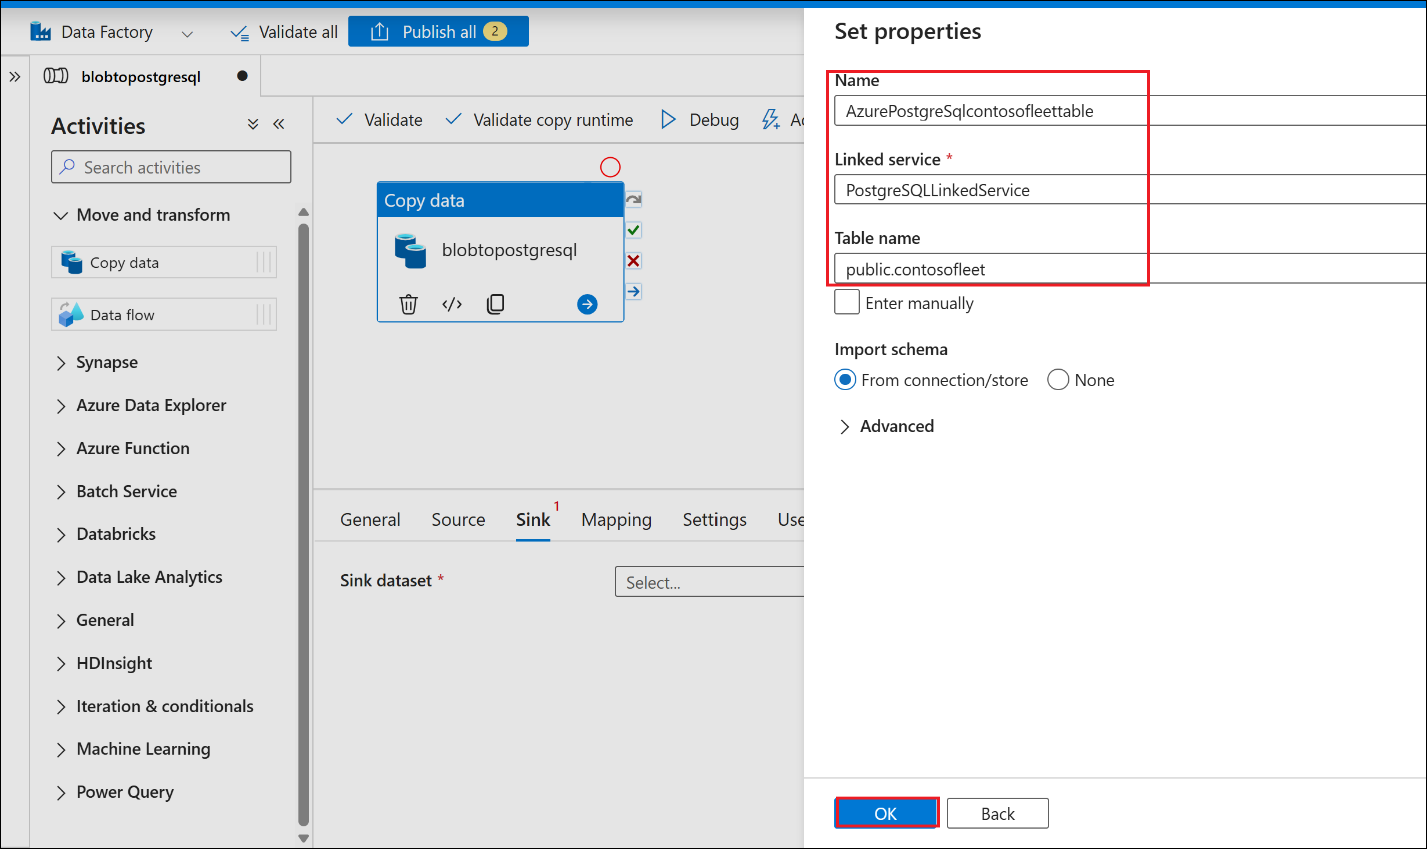 Data Factory
Validate all
Publish all 2
blobtopostgresql
Activities
Search activities
Move and transform
Copy data
Data flow
Synapse
Azure Data Explorer
Azure Function
Batch Service
Databricks
Data Lake Analytics
General
HDInsight
Iteration & conditionals
Machine Learning
Power Query
Validate
Validate copy runtime
Debug
Copy data
blobtopostgresql
General
Source
Sink 1
Mapping
Settings
Use
Sink dataset *
Select...
Set properties
Name
AzurePostgreSqlcontosofleettable
Linked service *
PostgreSQLLinkedService
Table name
public.contosofleet
Enter manually
Import schema
From connection/store
None
Advanced
OK
Back